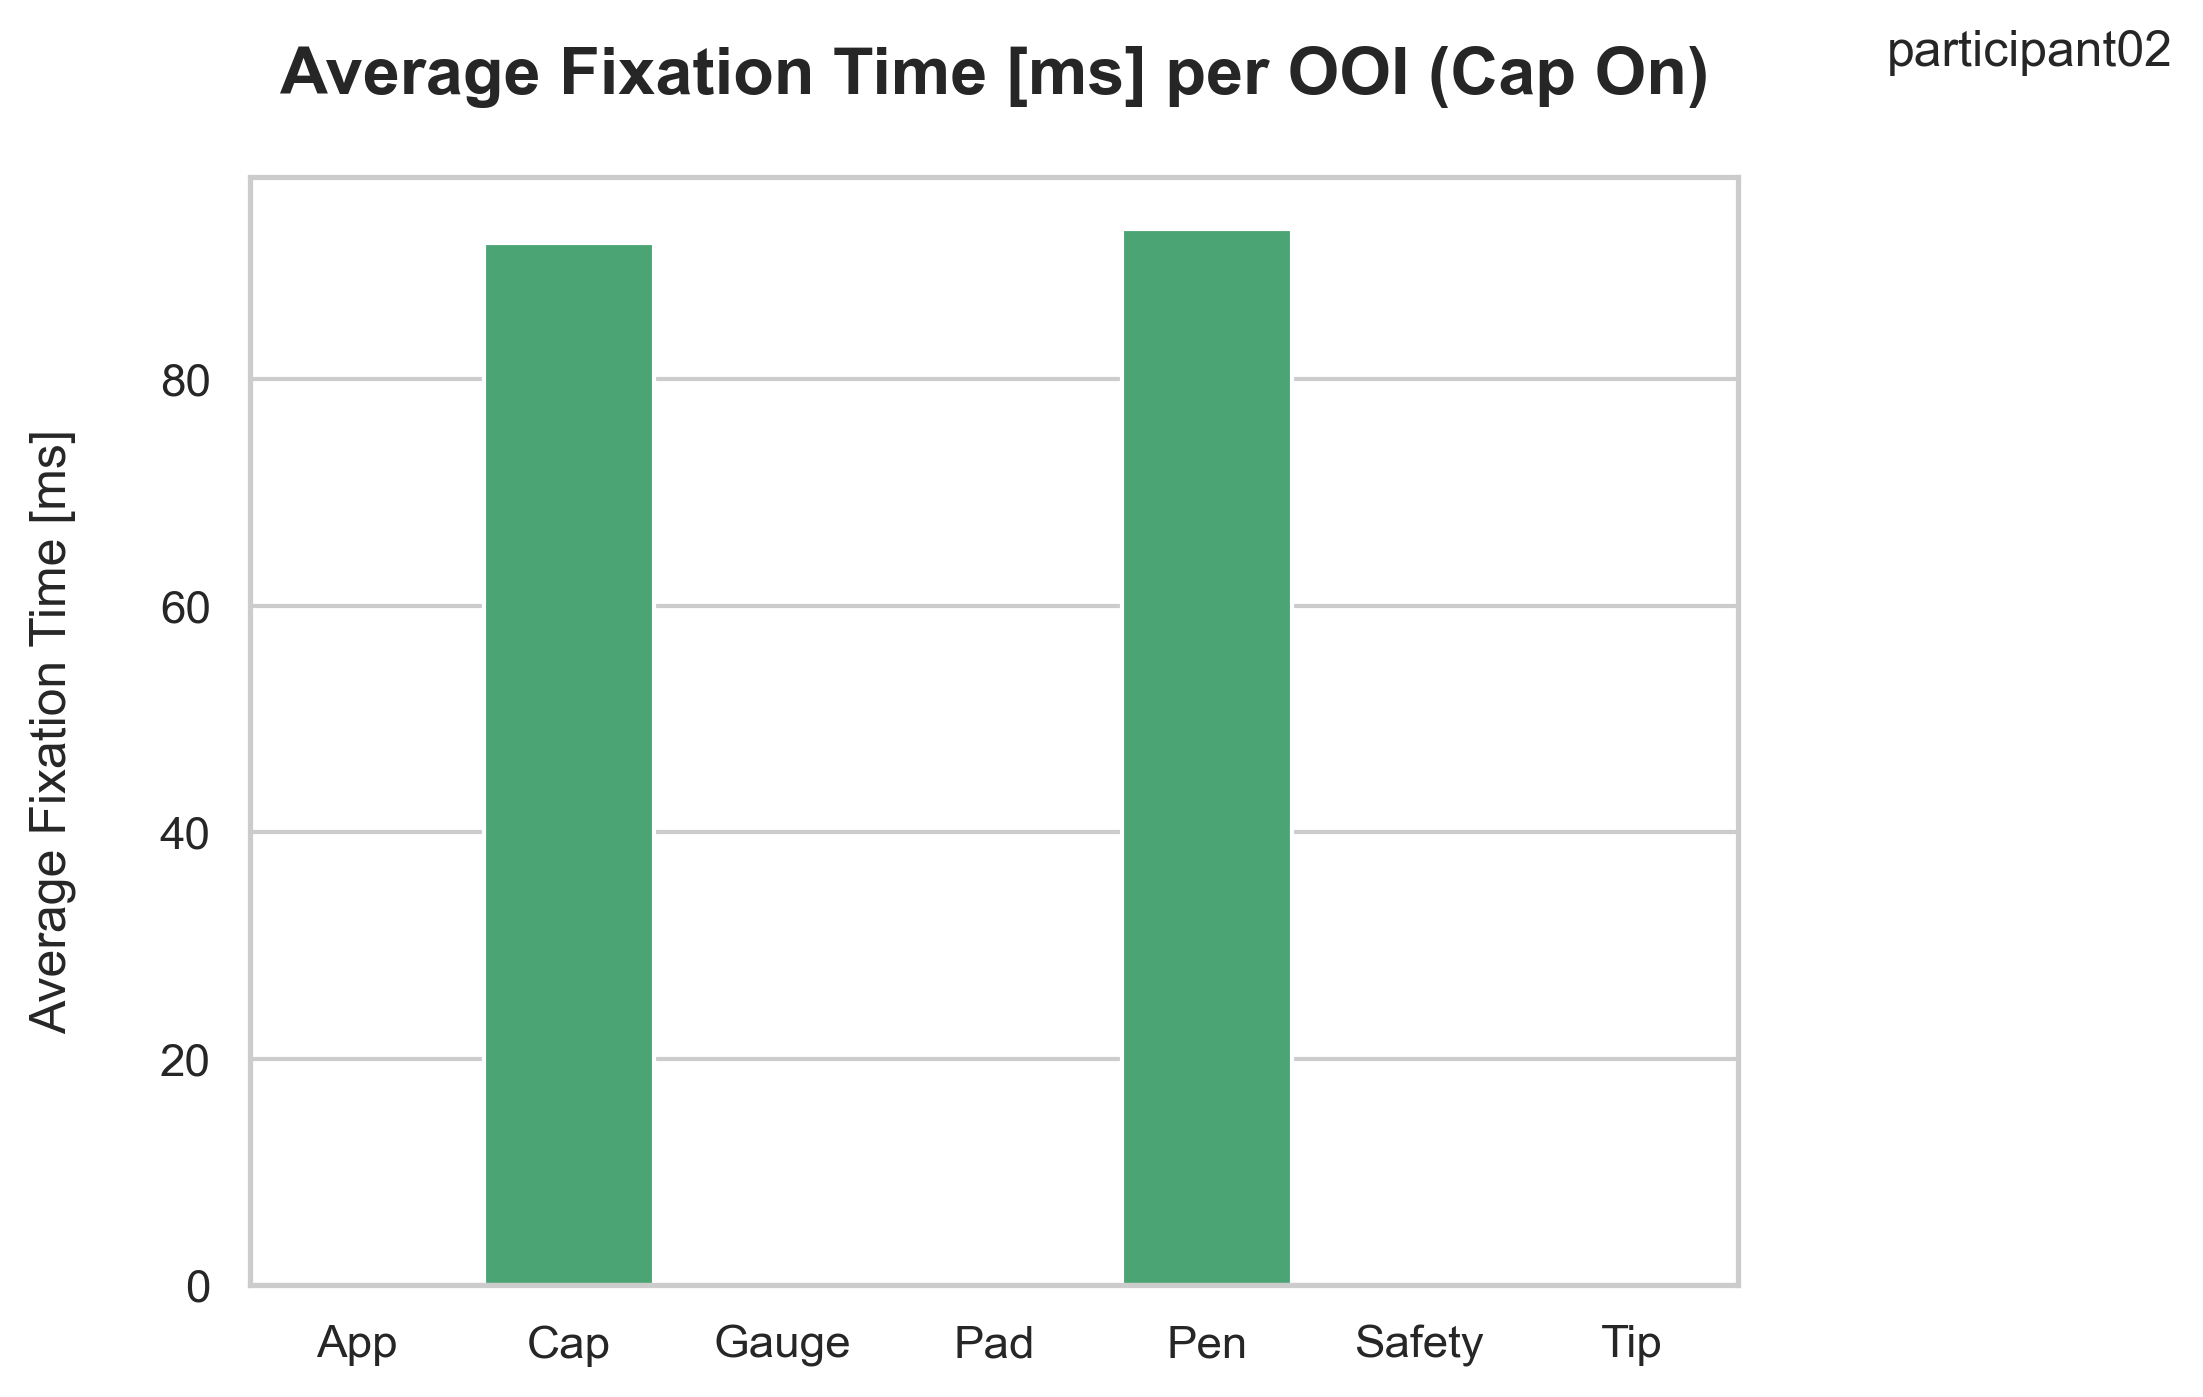 Average Fixation Time [ms] per OOI (Cap On)
participant02
Average Fixation Time [ms]
80
60
40
20
0
App Cap Gauge Pad Pen Safety Tip